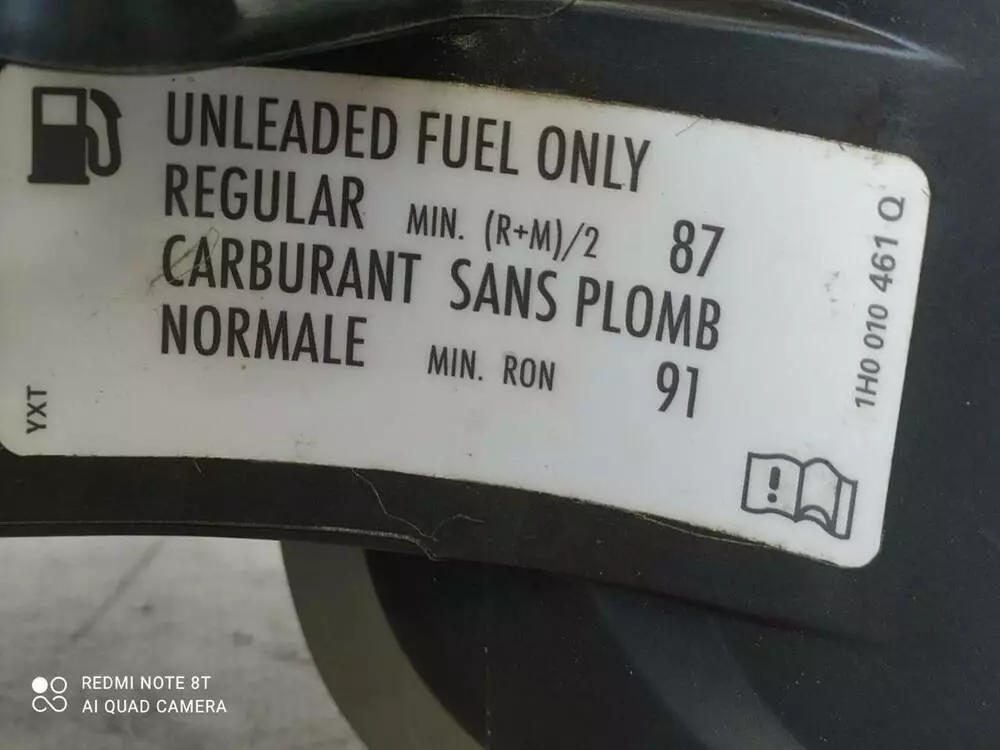 UNLEADED FUEL ONLY
REGULAR MIN. (R+M)/2 87
CARBURANT SANS PLOMB
NORMALE MIN. RON 91
1H0 010 461 Q
YXT
!
REDMI NOTE 8T
AI QUAD CAMERA